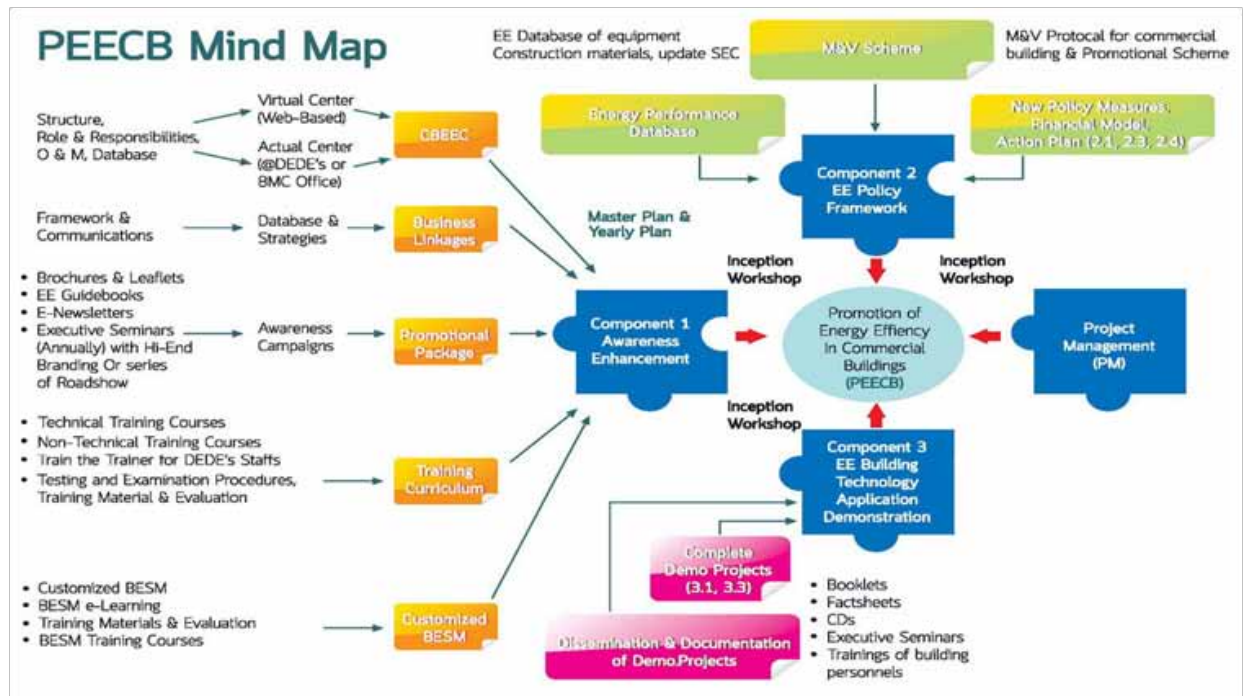 PEECB Mind Map
EE Database of equipment
Construction materials, update SEC
M&V Scheme
M&V Protocal for commercial
building & Promotional Scheme
Structure,
Role & Responsibilities,
O & M, Database
Virtual Center
(Web-Based)
Actual Center
(@DEDE's or
BMC Office)
CBEEC
Energy Performance
Database
New Policy Measures,
Financial Model,
Action Plan (2.1, 2.3, 2.4)
Component 2
EE Policy
Framework
Framework &
Communications
Database &
Strategies
Business
Linkages
Master Plan &
Yearly Plan
Inception
Workshop
Inception
Workshop
• Brochures & Leaflets
• EE Guidebooks
• E-Newsletters
• Executive Seminars
(Annually) with Hi-End
Branding Or series
of Roadshow
Awareness
Campaigns
Promotional
Package
Component 1
Awareness
Enhancement
Promotion of
Energy Effiency
In Commercial
Buildings
(PEECB)
Project
Management
(PM)
Inception
Workshop
• Technical Training Courses
• Non-Technical Training Courses
• Train the Trainer for DEDE's Staffs
• Testing and Examination Procedures,
Training Material & Evaluation
Training
Curriculum
Component 3
EE Building
Technology
Application
Demonstration
Complete
Demo Projects
(3.1, 3.3)
• Customized BESM
• BESM e-Learning
• Training Materials & Evaluation
• BESM Training Courses
Customized
BESM
Dissemination & Documentation
of Demo.Projects
• Booklets
• Factsheets
• CDs
• Executive Seminars
• Trainings of building
personnels